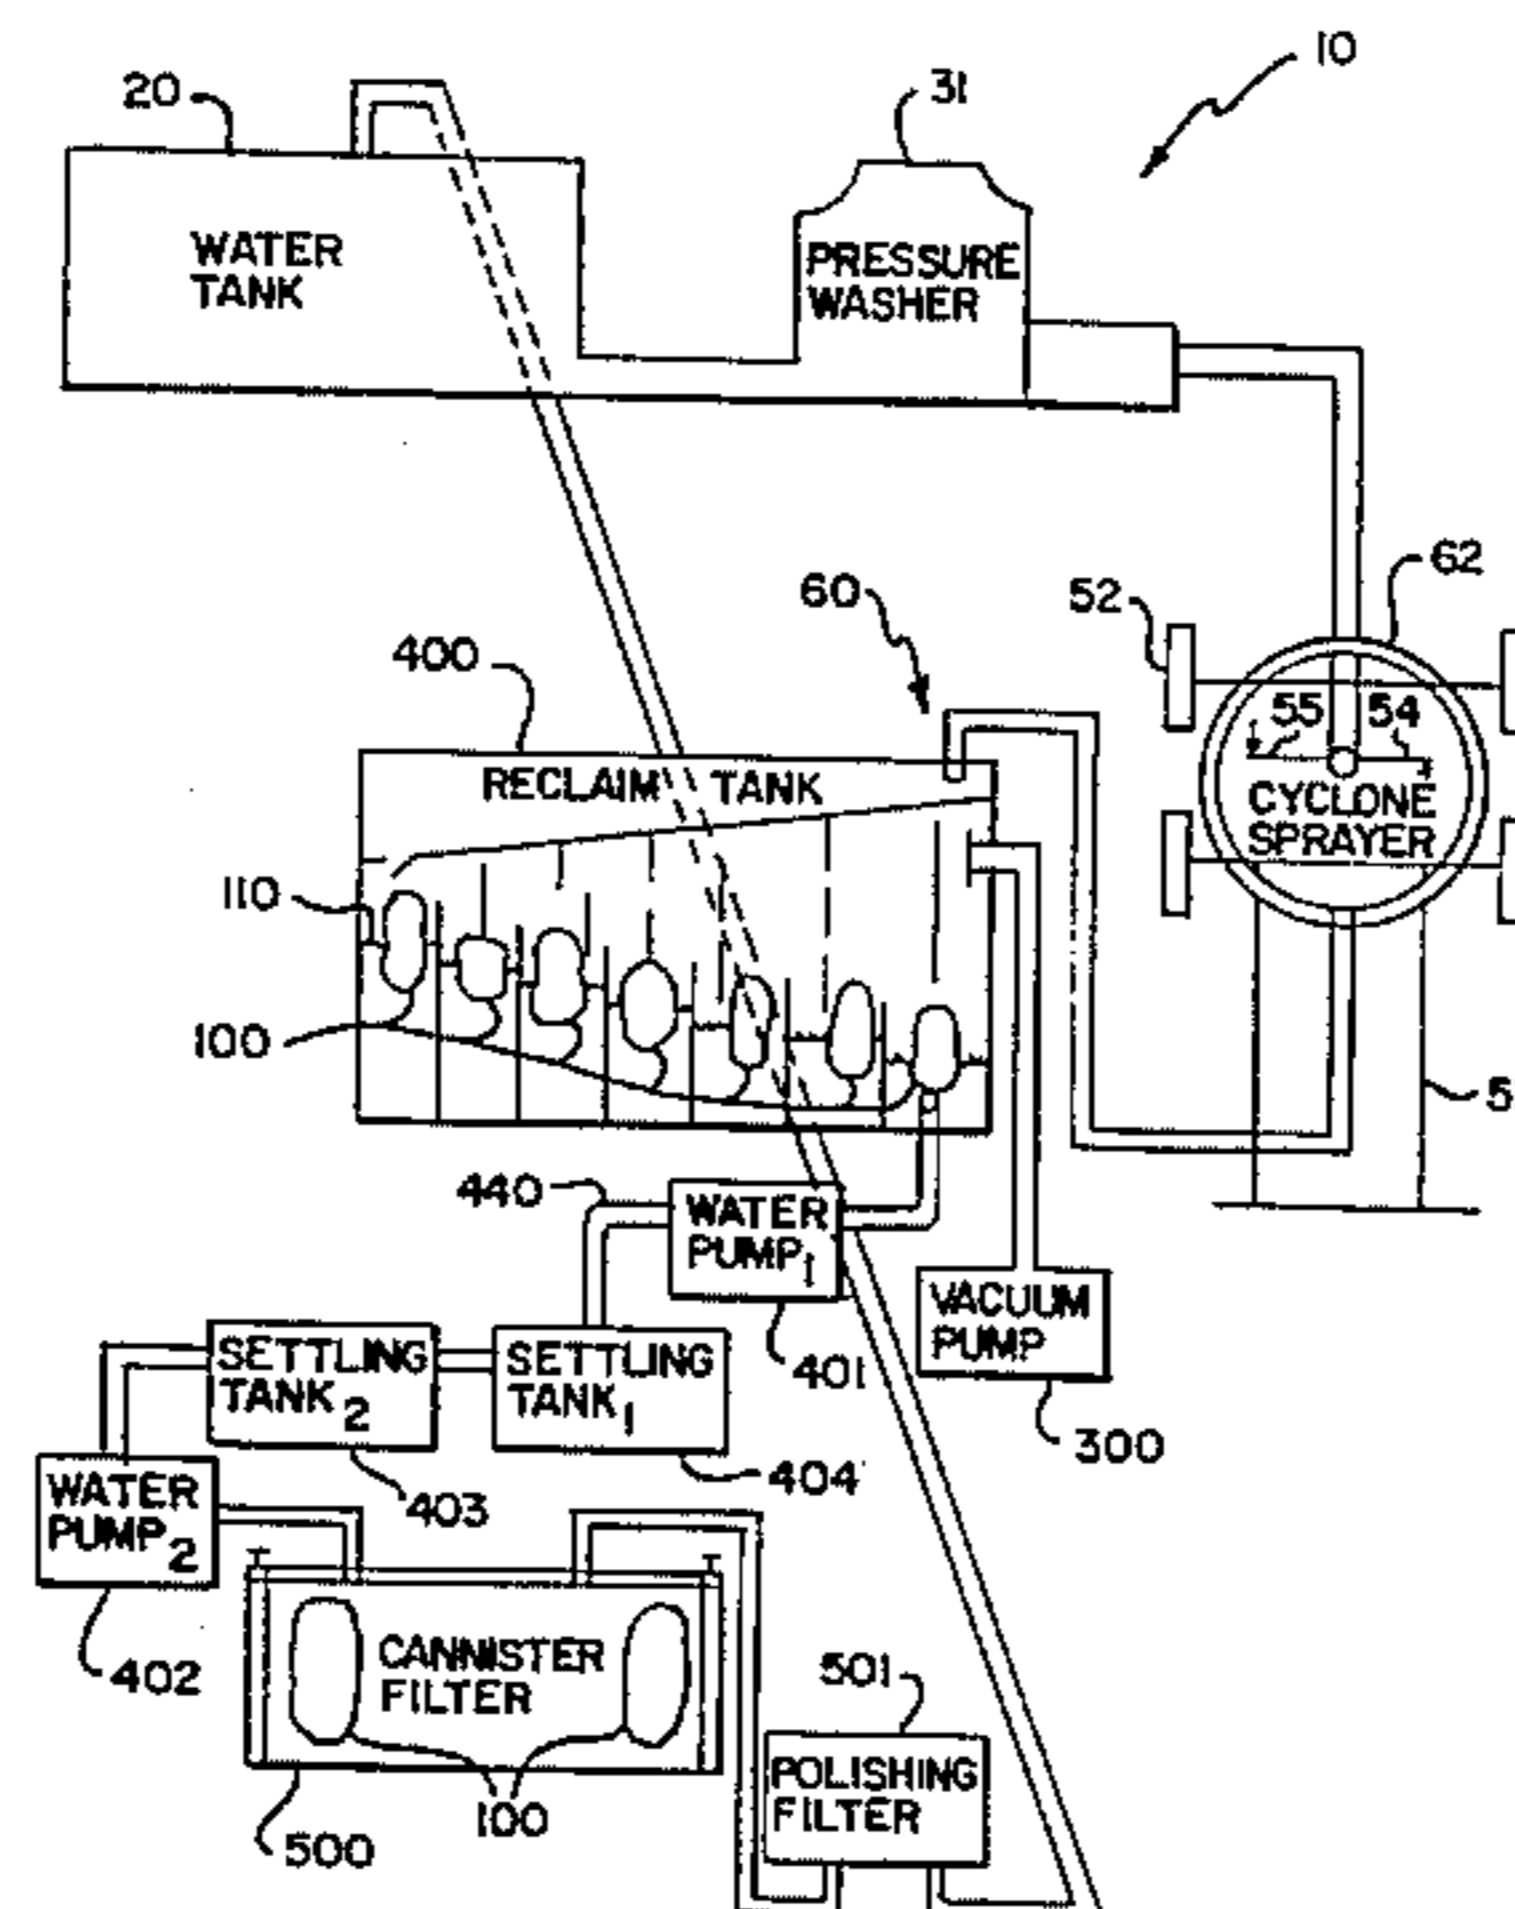 10
20
31
WATER
TANK
PRESSURE
WASHER
62
52
60
400
55 54
RECLAIM TANK
CYCLONE
SPRAYER
110
100
440
WATER
PUMP1
VACUUM
PUMP
SETTLING
TANK2
SETTLING
TANK1
401
300
404
403
WATER
PUMP2
402
CANNISTER
FILTER
501
POLISHING
FILTER
100
500